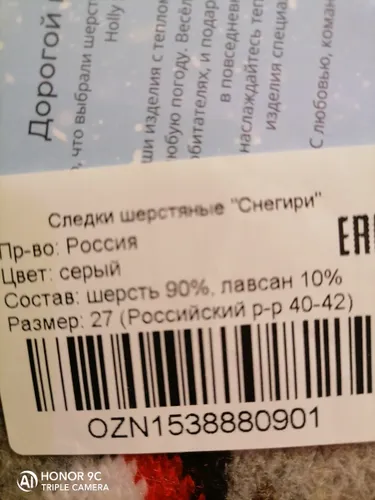 Дорогой
что выбрали шерст
Holly
ши изделия с тепло
юбую погоду. Весёл
обитателях, и подар
в повседневн
наслаждайтесь теп
изделия специа
С любовью, коман
Следки шерстяные "Снегири"
Пр-во: Россия
Цвет: серый
Состав: шерсть 90%, лавсан 10%
Размер: 27 (Российский р-р 40-42)
OZN1538880901
HONOR 9C
TRIPLE CAMERA